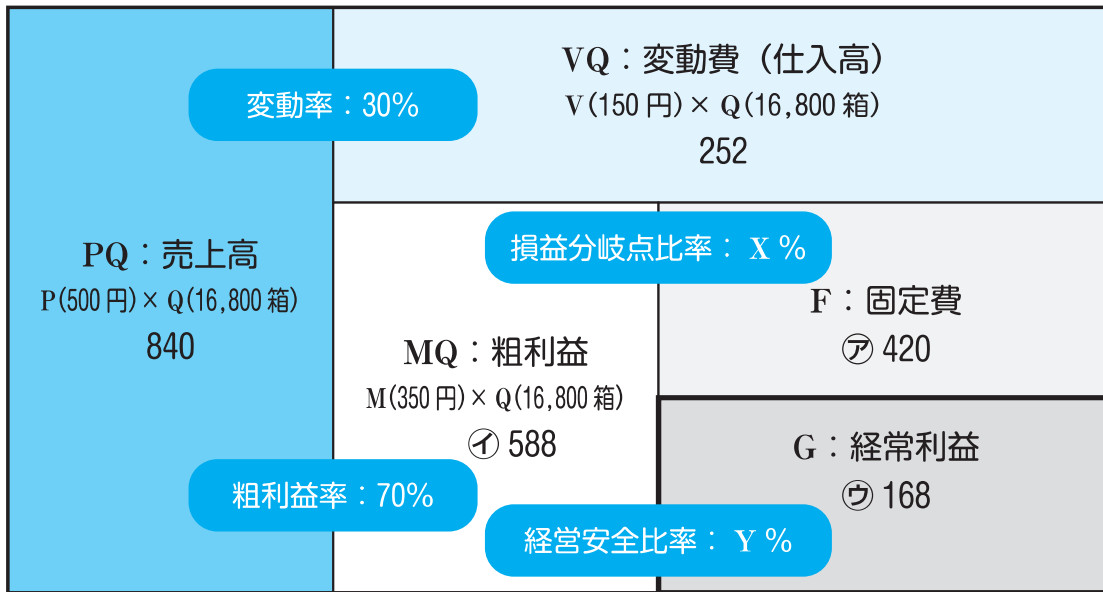 VQ:変動費(仕入高)
V(150円)× Q(16,800箱)
252
変動率:30%
PQ:売上高
P(500円)× Q(16,800箱)
840
損益分岐点比率: X %
F:固定費
㋐ 420
MQ:粗利益
M(350円)× Q(16,800箱)
㋑ 588
G:経常利益
㋒ 168
粗利益率:70%
経営安全比率: Y %